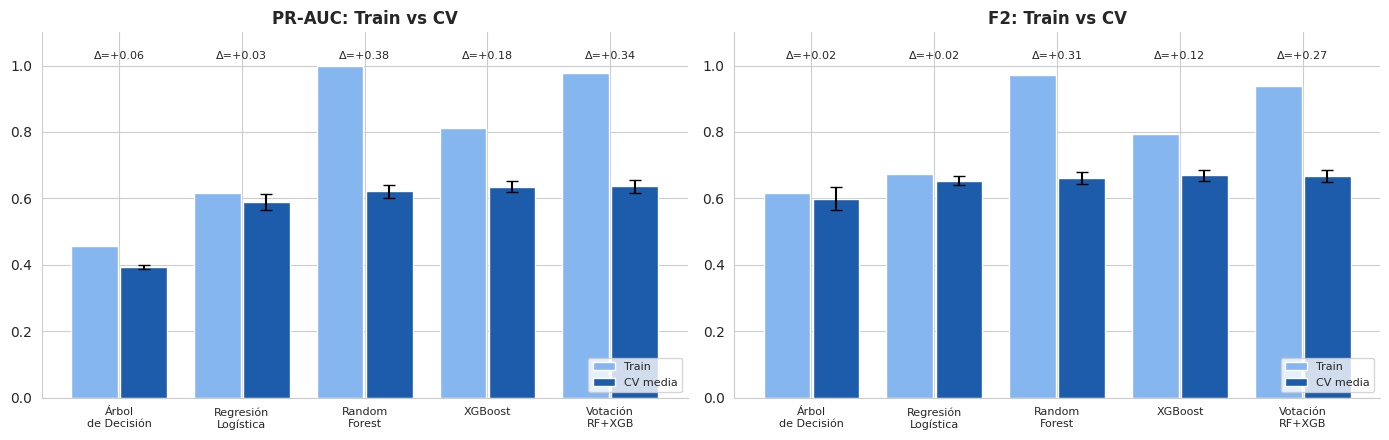 PR-AUC: Train vs CV
Δ=+0.06
Δ=+0.03
Δ=+0.38
Δ=+0.18
Δ=+0.34
1.0
0.8
0.6
0.4
0.2
0.0
Train
CV media
Árbol
de Decisión
Regresión
Logística
Random
Forest
XGBoost
Votación
RF+XGB
F2: Train vs CV
Δ=+0.02
Δ=+0.02
Δ=+0.31
Δ=+0.12
Δ=+0.27
1.0
0.8
0.6
0.4
0.2
0.0
Train
CV media
Árbol
de Decisión
Regresión
Logística
Random
Forest
XGBoost
Votación
RF+XGB